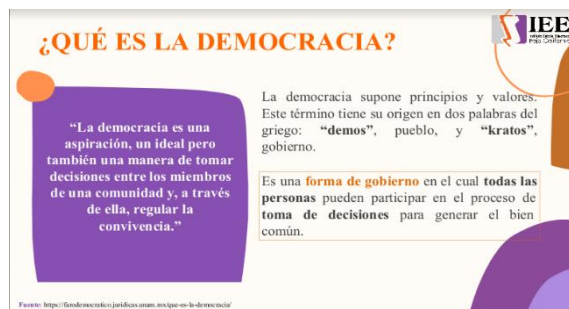 ¿QUÉ ES LA DEMOCRACIA?
IEE
“La democracia es una
aspiración, un ideal pero
también una manera de tomar
decisiones entre los miembros
de una comunidad y, a través
de ella, regular la
convivencia.”
La democracia supone principios y valores.
Este término tiene su origen en dos palabras del
griego: “demos”, pueblo, y “kratos”,
gobierno.
Es una forma de gobierno en el cual todas las
personas pueden participar en el proceso de
toma de decisiones para generar el bien
común.
Fuente: https://farodemocratico.juridicas.unam.mx/que-es-la-democracia/